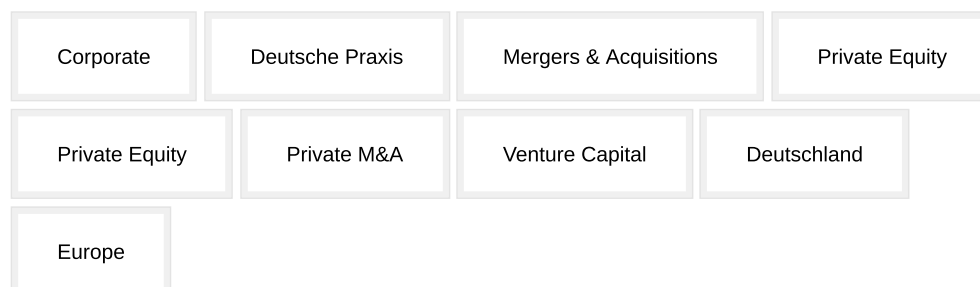 Corporate Deutsche Praxis Mergers & Acquisitions Private Equity
Private Equity Private M&A Venture Capital Deutschland
Europe